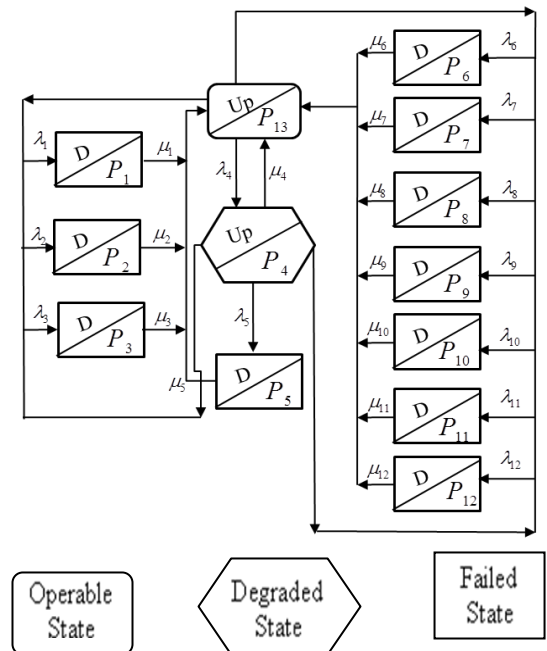 Up P₁₃
λ₁ D P₁ μ₁
λ₂ D P₂ μ₂
λ₃ D P₃ μ₃
λ₄ μ₄
Up P₄
λ₅
μ₅ D P₅
μ₆ D P₆ λ₆
μ₇ D P₇ λ₇
μ₈ D P₈ λ₈
μ₉ D P₉ λ₉
μ₁₀ D P₁₀ λ₁₀
μ₁₁ D P₁₁ λ₁₁
μ₁₂ D P₁₂ λ₁₂
Operable
State
Degraded
State
Failed
State